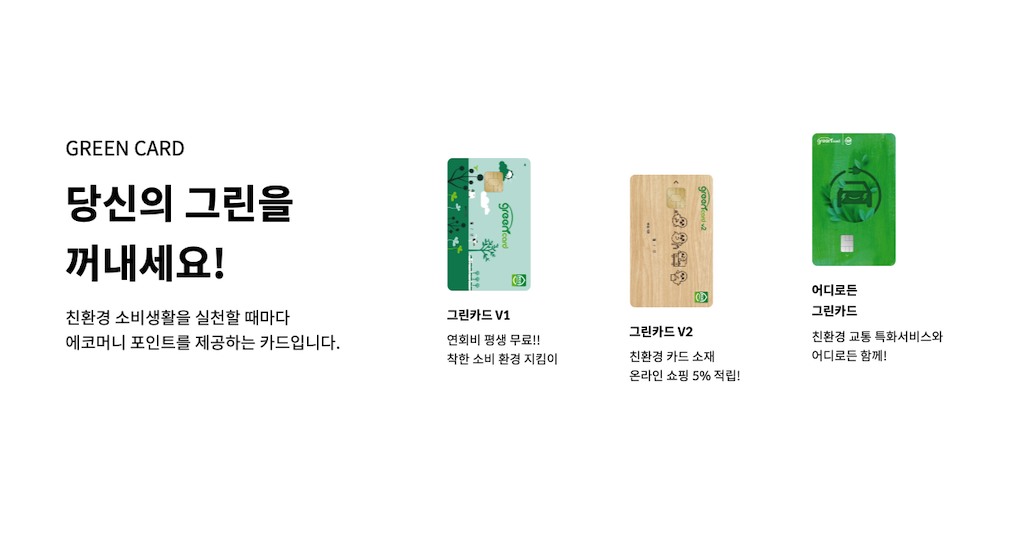 GREEN CARD
당신의 그린을
꺼내세요!
친환경 소비생활을 실천할 때마다
에코머니 포인트를 제공하는 카드입니다.
green card
그린카드 V1
연회비 평생 무료!!
착한 소비 환경 지킴이
green card v2
그린카드 V2
친환경 카드 소재
온라인 쇼핑 5% 적립!
어디로든
그린카드
친환경 교통 특화서비스와
어디로든 함께!